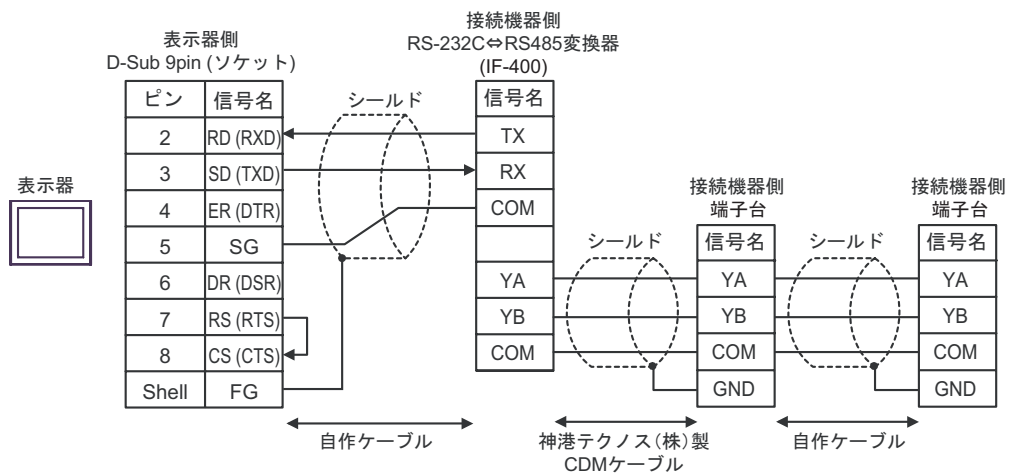 表示器側
D-Sub 9pin (ソケット)
接続機器側
RS-232C⇔RS485変換器
(IF-400)
ピン 信号名
2 RD (RXD)
3 SD (TXD)
4 ER (DTR)
5 SG
6 DR (DSR)
7 RS (RTS)
8 CS (CTS)
Shell FG
表示器
シールド
信号名
TX
RX
COM
YA
YB
COM
シールド
接続機器側
端子台
信号名
YA
YB
COM
GND
シールド
接続機器側
端子台
信号名
YA
YB
COM
GND
自作ケーブル
神港テクノス(株)製
CDMケーブル
自作ケーブル